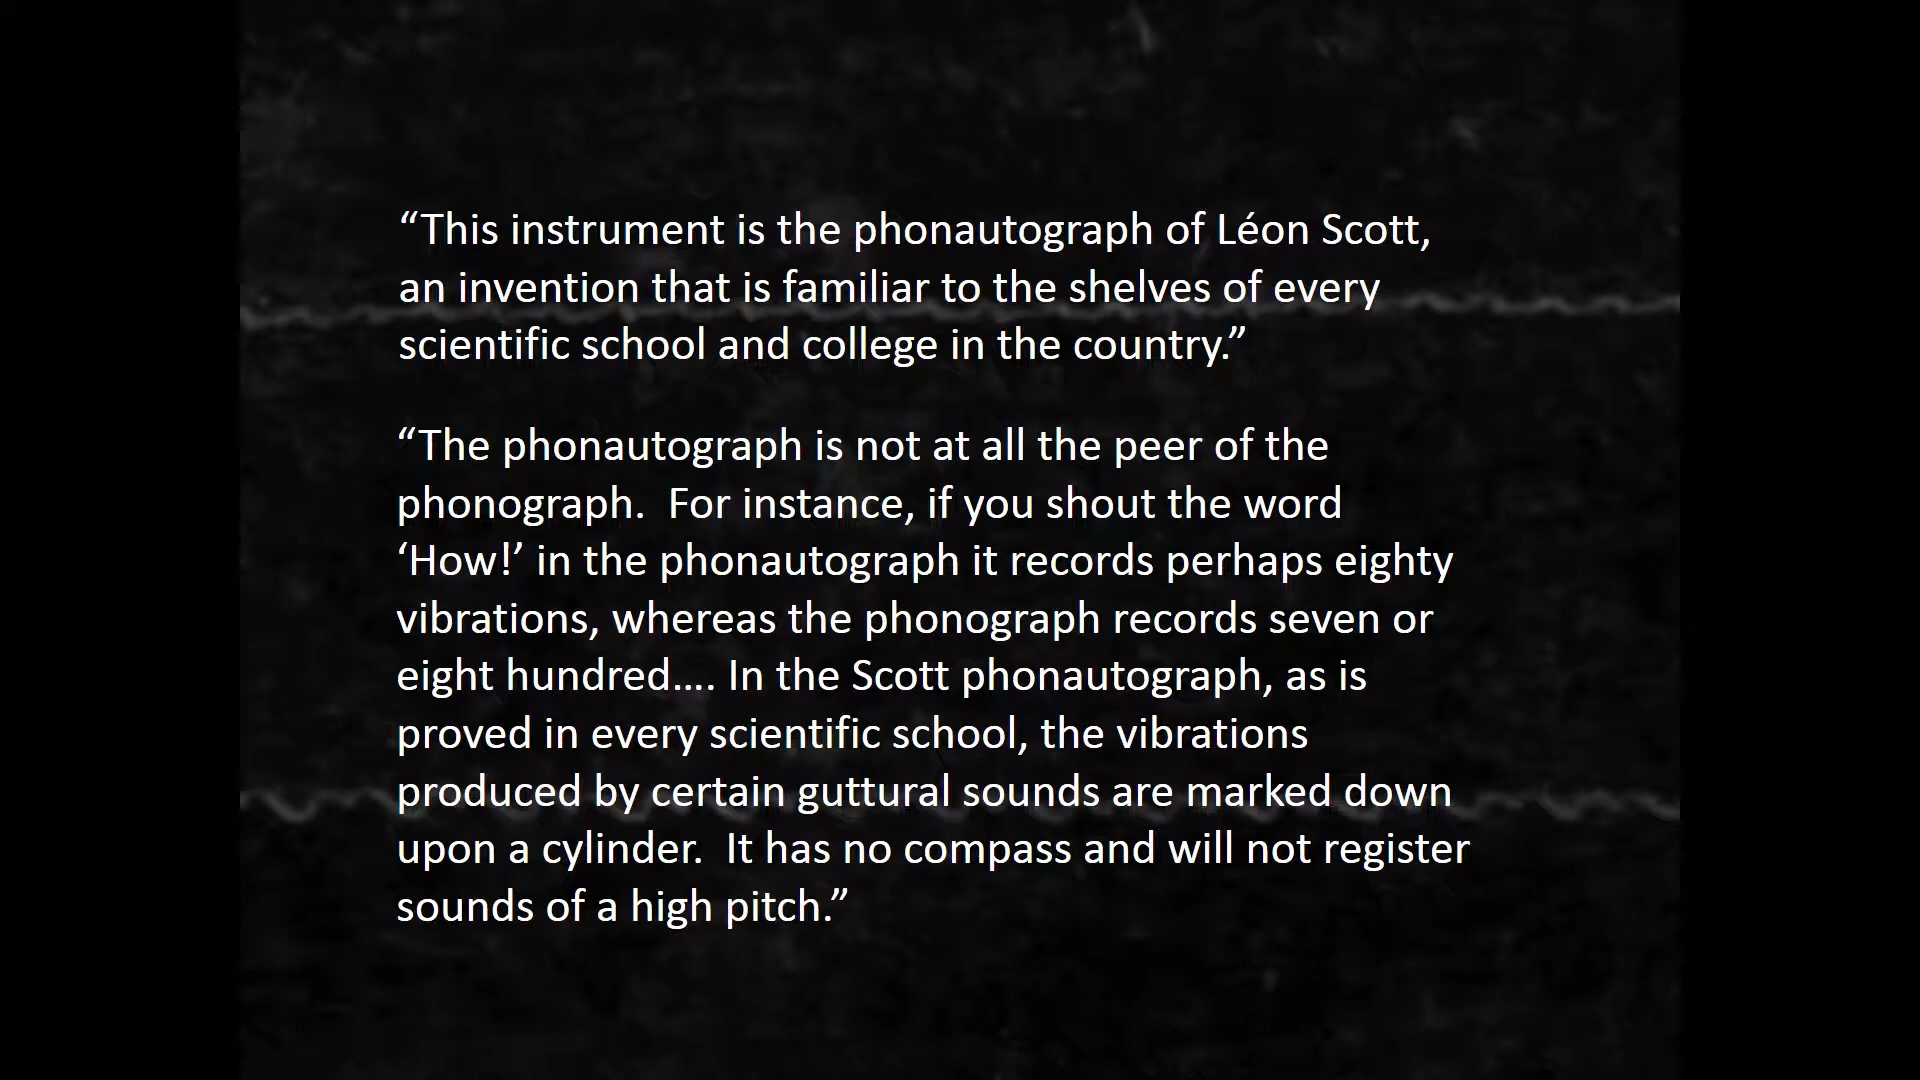 “This instrument is the phonautograph of Léon Scott,
an invention that is familiar to the shelves of every
scientific school and college in the country.”
“The phonautograph is not at all the peer of the
phonograph.  For instance, if you shout the word
‘How!’ in the phonautograph it records perhaps eighty
vibrations, whereas the phonograph records seven or
eight hundred…. In the Scott phonautograph, as is
proved in every scientific school, the vibrations
produced by certain guttural sounds are marked down
upon a cylinder.  It has no compass and will not register
sounds of a high pitch.”